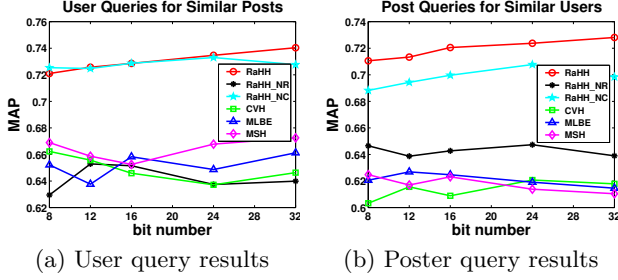 User Queries for Similar Posts
0.74
0.72
0.7
0.68
0.66
0.64
0.62
8 12 16 20 24 28 32
MAP
bit number
RaHH
RaHH_NR
RaHH_NC
CVH
MLBE
MSH
(a) User query results
Post Queries for Similar Users
0.74
0.72
0.7
0.68
0.66
0.64
0.62
0.6
8 12 16 20 24 28 32
MAP
bit number
RaHH
RaHH_NR
RaHH_NC
CVH
MLBE
MSH
(b) Poster query results